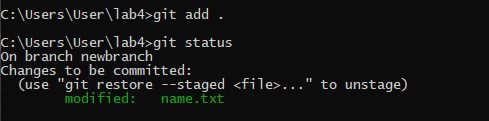 C:\Users\User\lab4>git add .
C:\Users\User\lab4>git status
On branch newbranch
Changes to be committed:
  (use "git restore --staged <file>..." to unstage)
        modified:   name.txt